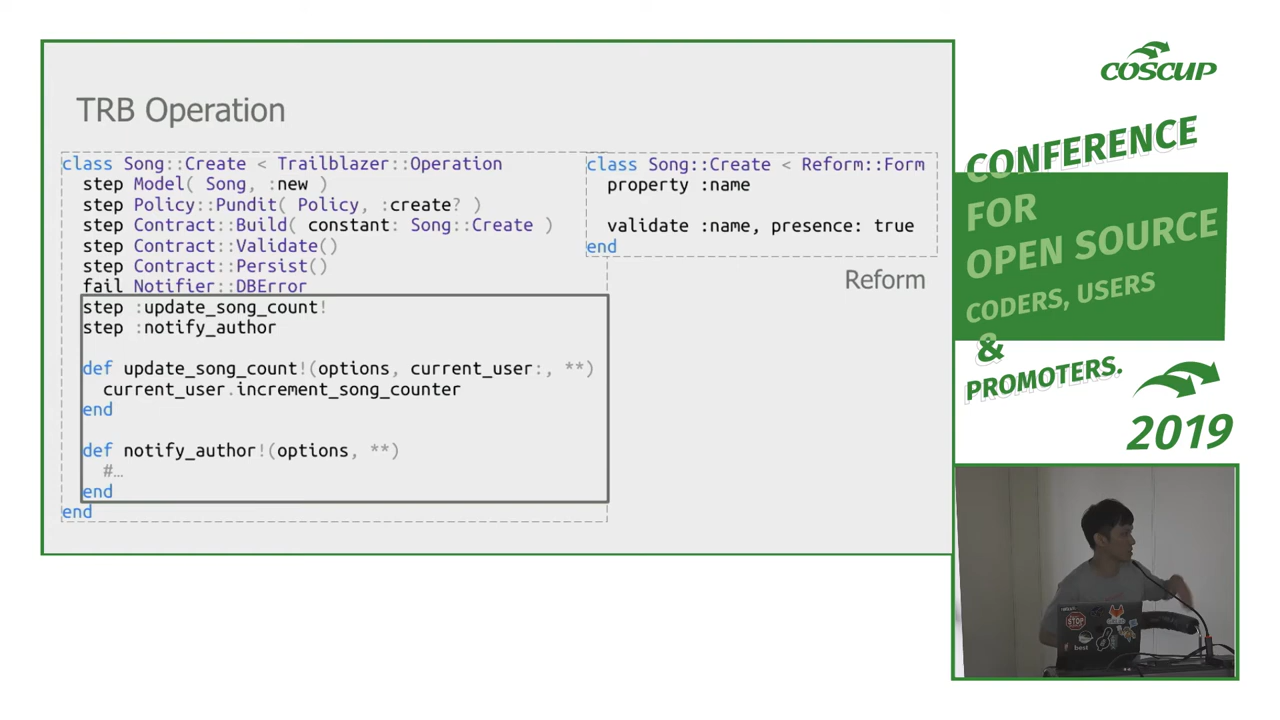 TRB Operation
class Song::Create < Trailblazer::Operation
step Model( Song, :new )
step Policy::Pundit( Policy, :create? )
step Contract::Build( constant: Song::Create )
step Contract::Validate()
step Contract::Persist()
fail Notifier::DBError
step :update_song_count!
step :notify_author
def update_song_count!(options, current_user:, **)
current_user.increment_song_counter
end
def notify_author!(options, **)
#…
end
end
class Song::Create < Reform::Form
property :name
validate :name, presence: true
end
Reform
COSCUP
CONFERENCE
FOR
OPEN SOURCE
CODERS, USERS
&
PROMOTERS.
2019
STOP
best